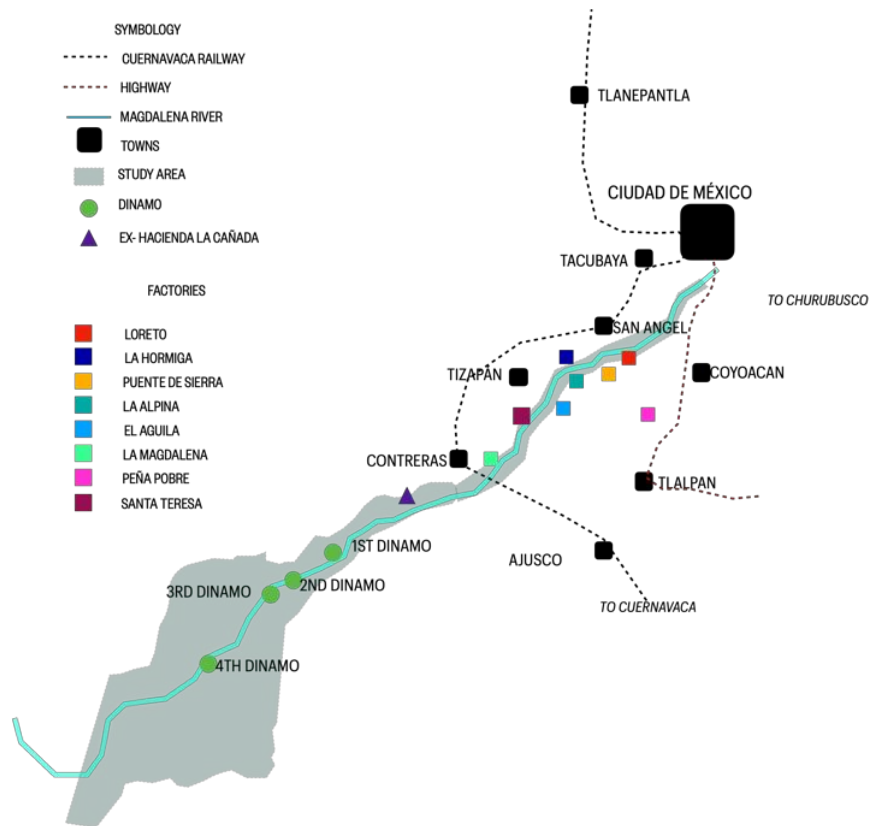 SYMBOLOGY
CUERNAVACA RAILWAY
HIGHWAY
MAGDALENA RIVER
TOWNS
STUDY AREA
DINAMO
EX- HACIENDA LA CAÑADA
FACTORIES
LORETO
LA HORMIGA
PUENTE DE SIERRA
LA ALPINA
EL AGUILA
LA MAGDALENA
PEÑA POBRE
SANTA TERESA
TLANEPANTLA
CIUDAD DE MÉXICO
TACUBAYA
TO CHURUBUSCO
SAN ANGEL
TIZAPÁN
COYOACAN
CONTRERAS
TLALPAN
1ST DINAMO
AJUSCO
2ND DINAMO
3RD DINAMO
TO CUERNAVACA
4TH DINAMO